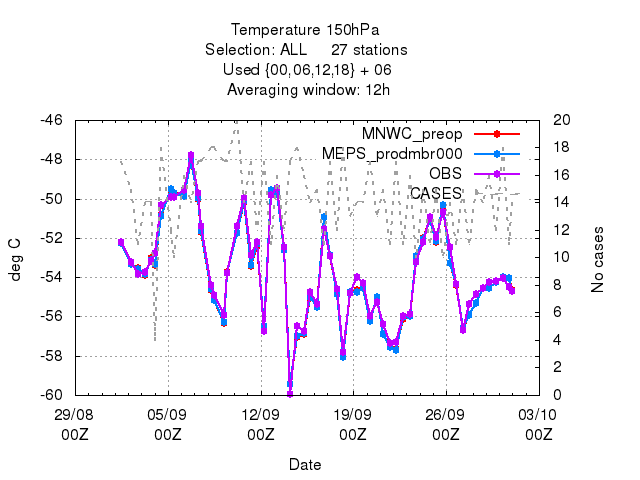 Temperature 150hPa
Selection: ALL 27 stations
Used {00,06,12,18} + 06
Averaging window: 12h
MNWC_preop
MEPS_prodmbr000
OBS
CASES
deg C
-46
-48
-50
-52
-54
-56
-58
-60
No cases
20
18
16
14
12
10
8
6
4
2
0
29/08 05/09 12/09 19/09 26/09 03/10
00Z 00Z 00Z 00Z 00Z 00Z
Date